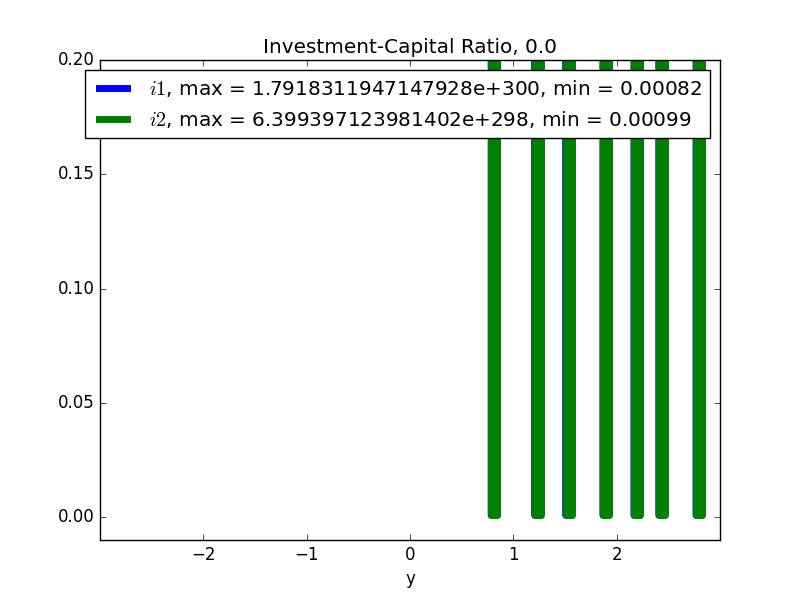 Investment-Capital Ratio, 0.0
0.20
i1, max = 1.7918311947147928e+300, min = 0.00082
i2, max = 6.399397123981402e+298, min = 0.00099
0.15
0.10
0.05
0.00
−2 −1 0 1 2
y